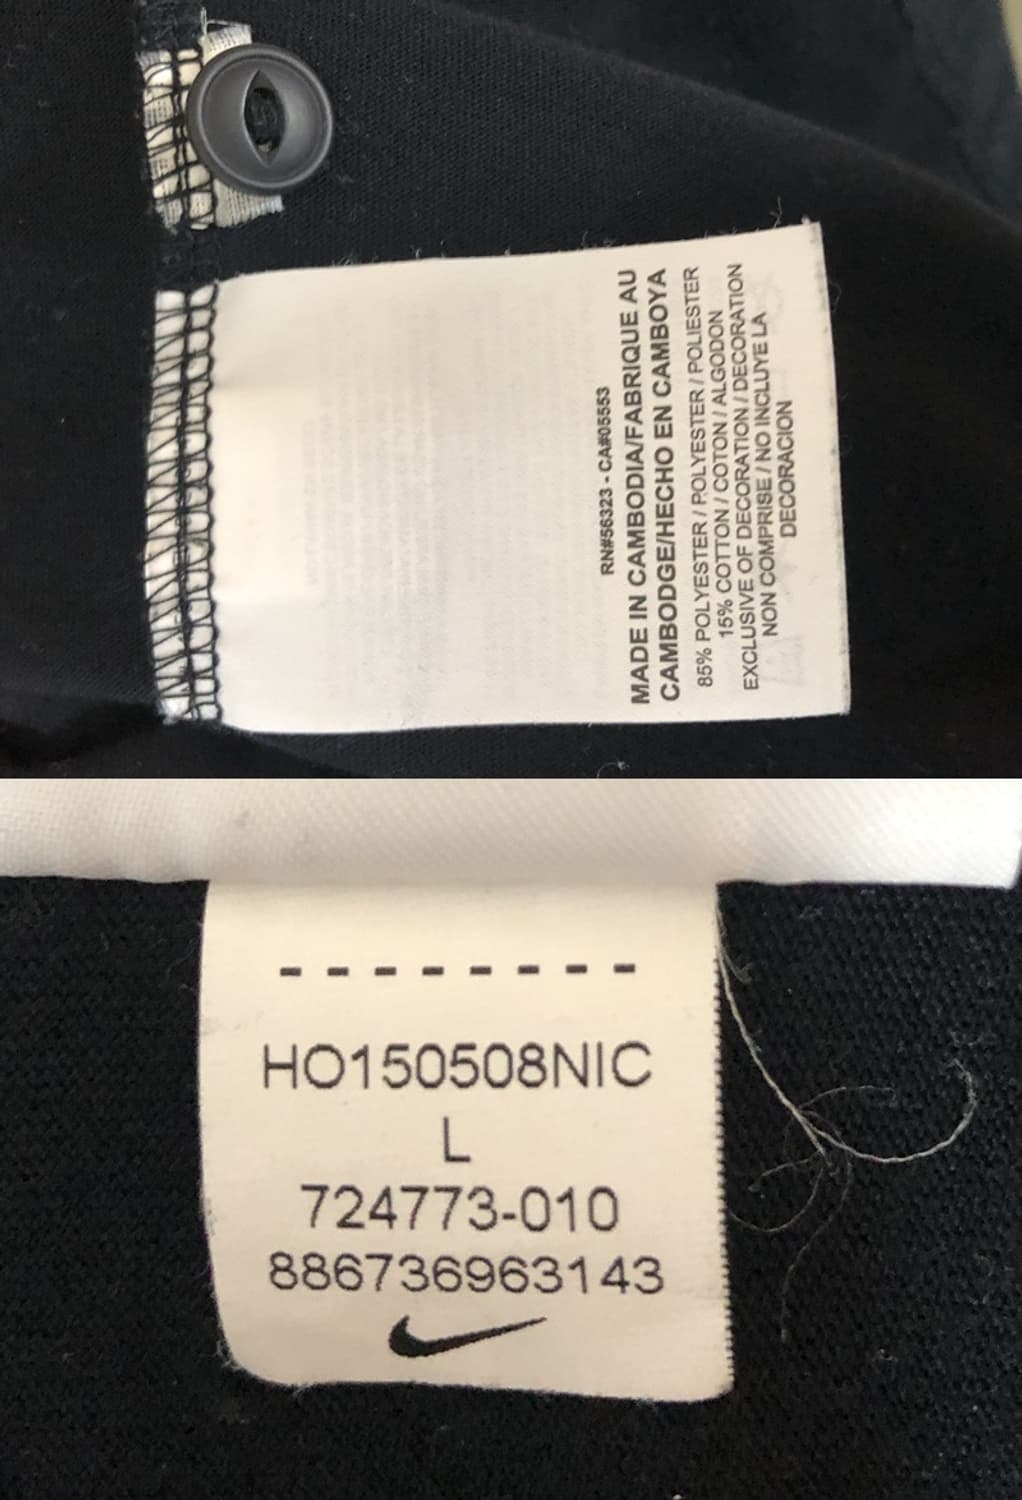 RN#56323 - CA#05553
MADE IN CAMBODIA/FABRIQUE AU
CAMBODGE/HECHO EN CAMBOYA
85% POLYESTER / POLYESTER / POLIESTER
15% COTTON / COTON / ALGODON
EXCLUSIVE OF DECORATION / DECORATION
NON COMPRISE / NO INCLUYE LA
DECORACION
--------
HO150508NIC
L
724773-010
886736963143